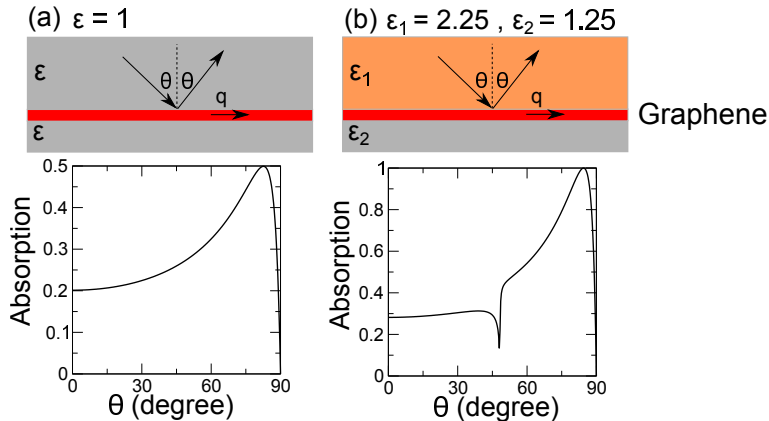 (a) ε = 1
ε
θ θ
q
ε
0.5
0.4
0.3
0.2
0.1
0
Absorption
0 30 60 90
θ (degree)
(b) ε₁ = 2.25 , ε₂ = 1.25
ε₁
θ θ
q
ε₂
Graphene
1
0.8
0.6
0.4
0.2
0
Absorption
0 30 60 90
θ (degree)